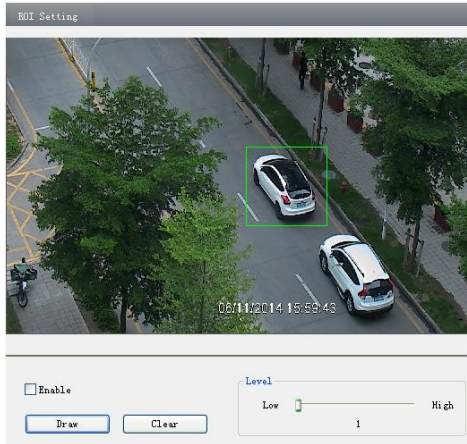 ROI Setting
06/11/2014 15:59:43
Enable
Level
Low
High
1
Draw
Clear